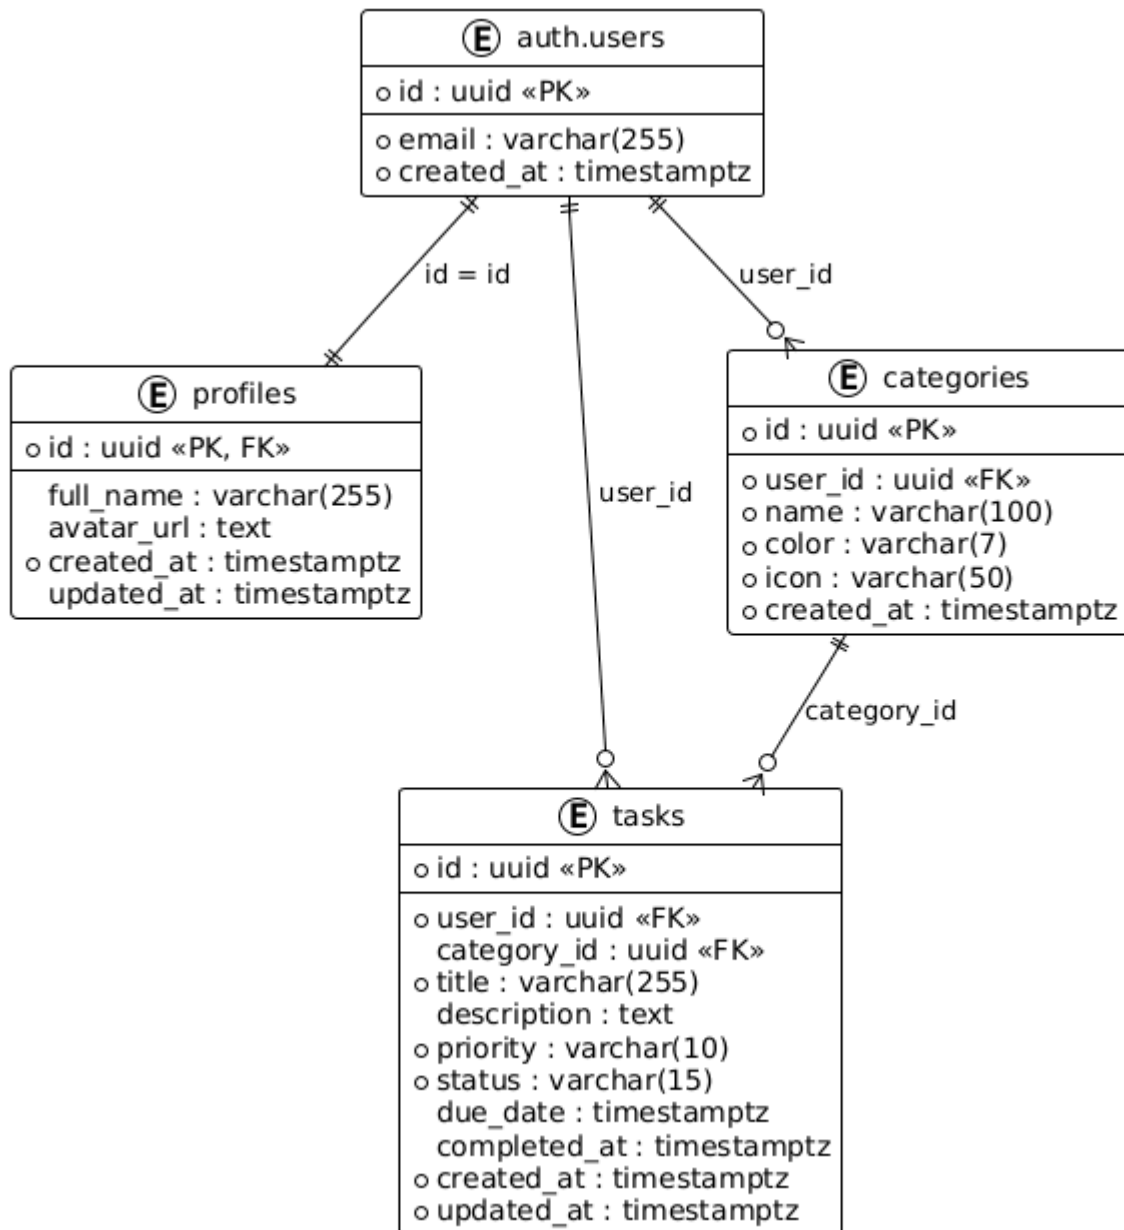 E auth.users
id : uuid «PK»
email : varchar(255)
created_at : timestamptz
id = id
user_id
user_id
E profiles
id : uuid «PK, FK»
full_name : varchar(255)
avatar_url : text
created_at : timestamptz
updated_at : timestamptz
E categories
id : uuid «PK»
user_id : uuid «FK»
name : varchar(100)
color : varchar(7)
icon : varchar(50)
created_at : timestamptz
category_id
E tasks
id : uuid «PK»
user_id : uuid «FK»
category_id : uuid «FK»
title : varchar(255)
description : text
priority : varchar(10)
status : varchar(15)
due_date : timestamptz
completed_at : timestamptz
created_at : timestamptz
updated_at : timestamptz